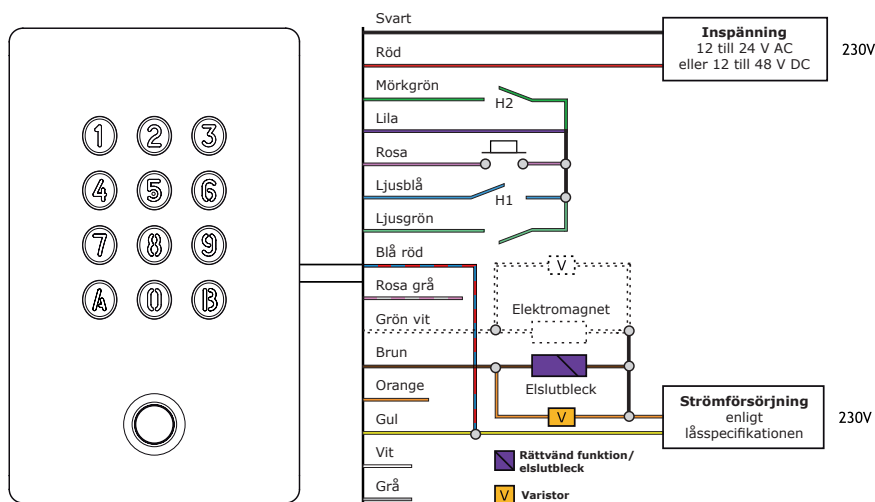 Svart
Röd
Mörkgrön
Lila
Rosa
Ljusblå
Ljusgrön
Blå röd
Rosa grå
Grön vit
Brun
Orange
Gul
Vit
Grå
1 2 3
4 5 6
7 8 9
A 0 B
H2
H1
V
Elektromagnet
Elslutbleck
V
Inspänning
12 till 24 V AC
eller 12 till 48 V DC
230V
Strömförsörjning
enligt
låsspecifikationen
230V
Rättvänd funktion/
elslutbleck
V Varistor